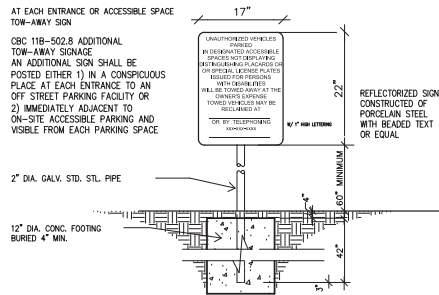 AT EACH ENTRANCE OR ACCESSIBLE SPACE
TOW-AWAY SIGN
CBC 11B-502.8 ADDITIONAL
TOW-AWAY SIGNAGE
AN ADDITIONAL SIGN SHALL BE
POSTED EITHER 1) IN A CONSPICUOUS
PLACE AT EACH ENTRANCE TO AN
OFF STREET PARKING FACILITY OR
2) IMMEDIATELY ADJACENT TO
ON-SITE ACCESSIBLE PARKING AND
VISIBLE FROM EACH PARKING SPACE
17"
UNAUTHORIZED VEHICLES
PARKED
IN DESIGNATED ACCESSIBLE
SPACES NOT DISPLAYING
DISTINGUISHING PLACARDS OR
OR SPECIAL LICENSE PLATES
ISSUED FOR PERSONS
WITH DISABILITIES
WILL BE TOWED AWAY AT THE
OWNER'S EXPENSE
TOWED VEHICLES MAY BE
RECLAIMED AT
OR BY TELEPHONING
xxx-xxx-xxxx
W/ 1" HIGH LETTERING
22"
REFLECTORIZED SIGN
CONSTRUCTED OF
PORCELAIN STEEL
WITH BEADED TEXT
OR EQUAL
2" DIA. GALV. STD. STL. PIPE
60" MINIMUM
4"
12" DIA. CONC. FOOTING
BURIED 4" MIN.
42"
3"